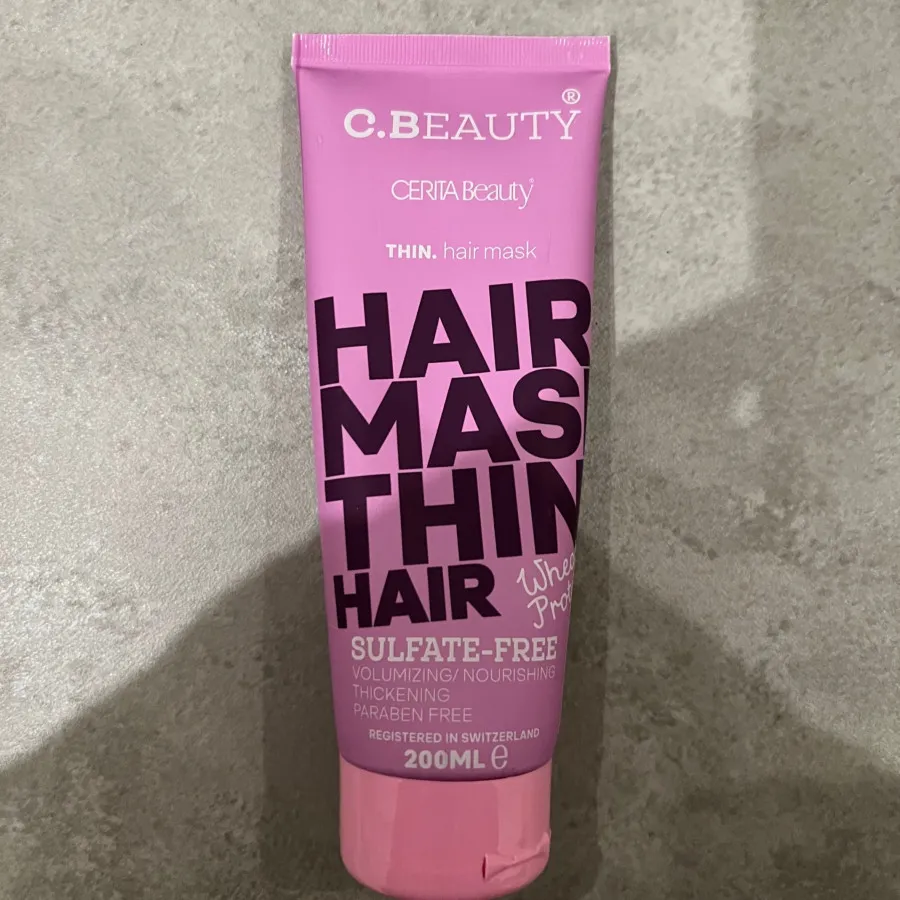 C.BEAUTY®
CERITA Beauty
THIN. hair mask
HAIR
MAS
THIN
HAIR
SULFATE-FREE
VOLUMIZING/ NOURISHING
THICKENING
PARABEN FREE
REGISTERED IN SWITZERLAND
200ML ℮